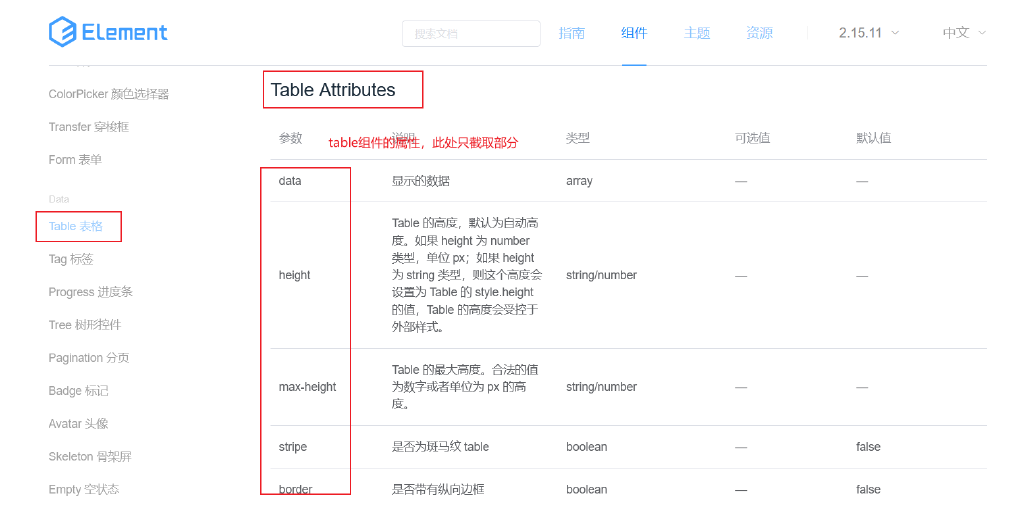 Element
搜索文档
指南
组件
主题
资源
2.15.11
中文
ColorPicker 颜色选择器
Transfer 穿梭框
Form 表单
Data
Table 表格
Tag 标签
Progress 进度条
Tree 树形控件
Pagination 分页
Badge 标记
Avatar 头像
Skeleton 骨架屏
Empty 空状态
Table Attributes
参数 说明 类型 可选值 默认值
table组件的属性，此处只截取部分
data 显示的数据 array — —
Table 的高度，默认为自动高
度。如果 height 为 number
类型，单位 px；如果 height
height 为 string 类型，则这个高度会 string/number — —
设置为 Table 的 style.height
的值，Table 的高度会受控于
外部样式。
Table 的最大高度。合法的值
max-height 为数字或者单位为 px 的高 string/number — —
度。
stripe 是否为斑马纹 table boolean — false
border 是否带有纵向边框 boolean — false